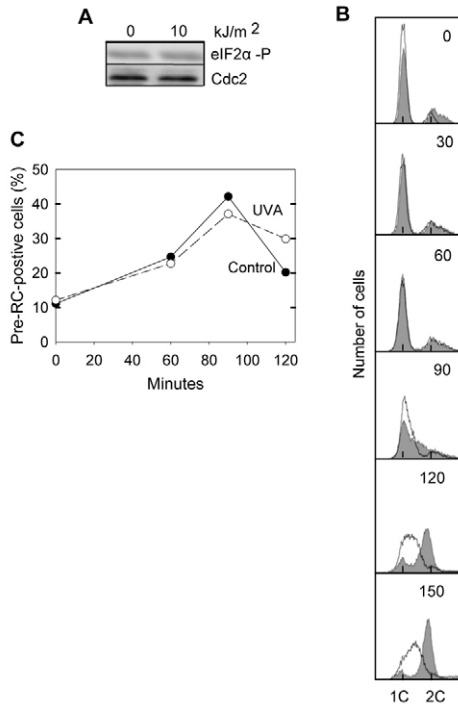 A
0 10 kJ/m 2
eIF2α -P
Cdc2
B
0
30
60
90
120
150
Number of cells
1C 2C
C
50
40
30
20
10
0
Pre-RC-postive cells (%)
UVA
Control
0 20 40 60 80 100 120
Minutes